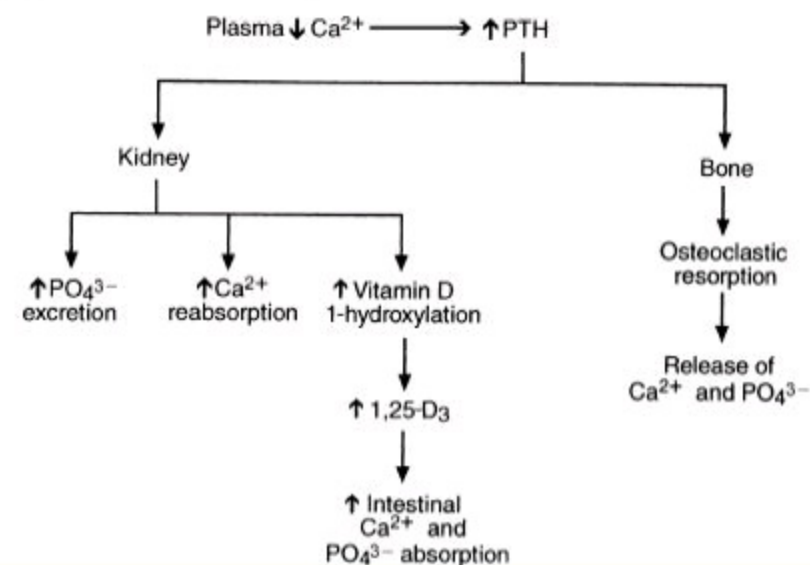 Plasma ↓ Ca²⁺ → ↑PTH
Kidney
Bone
↑PO₄³⁻
excretion
↑Ca²⁺
reabsorption
↑ Vitamin D
1-hydroxylation
↑ 1,25-D₃
↑ Intestinal
Ca²⁺ and
PO₄³⁻ absorption
Osteoclastic
resorption
Release of
Ca²⁺ and PO₄³⁻